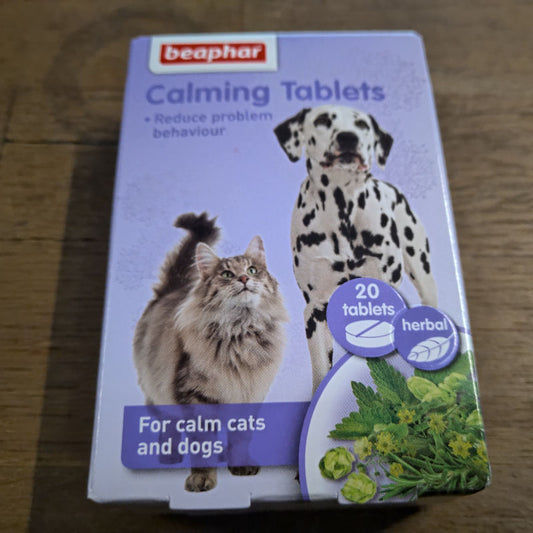 beaphar
Calming Tablets
• Reduce problem
behaviour
20
tablets
herbal
For calm cats
and dogs